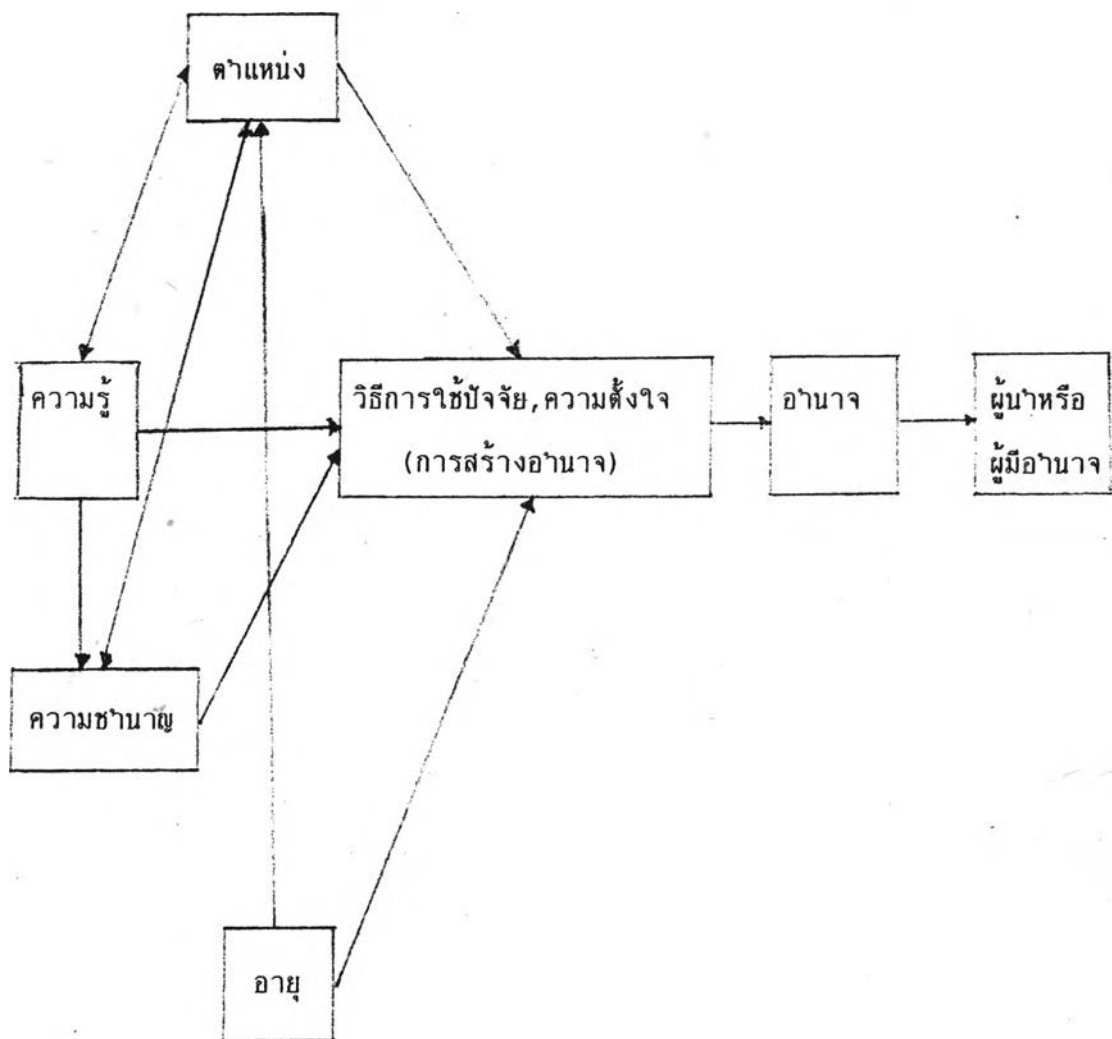 ตำแหน่ง
ความรู้
วิธีการใช้ปัจจัย,ความตั้งใจ
(การสร้างอำนาจ)
อำนาจ
ผู้นำหรือ
ผู้มีอำนาจ
ความชำนาญ
อายุ